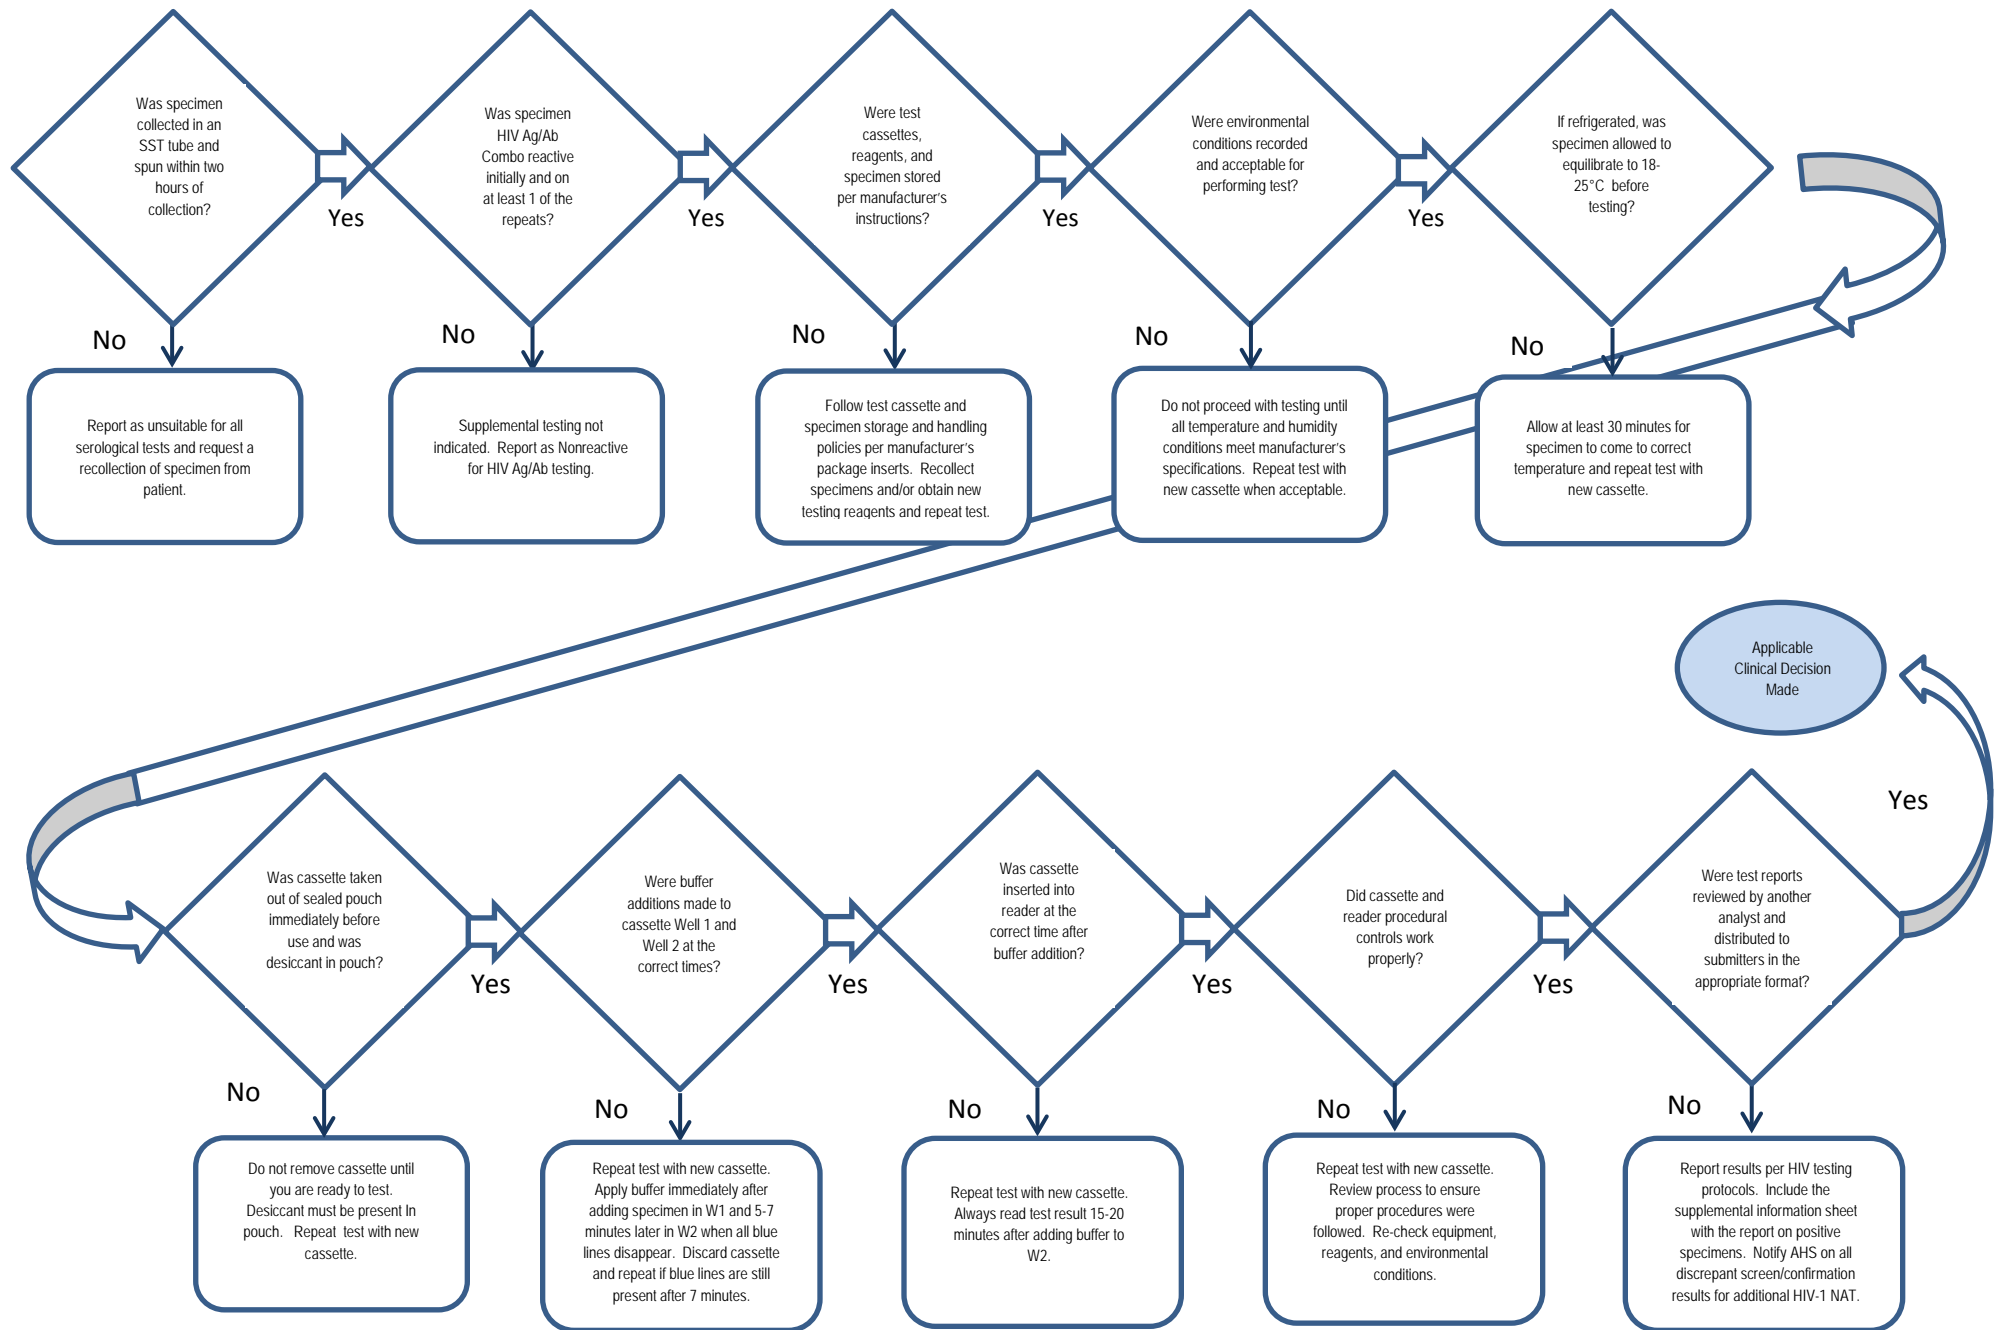 Was specimen
collected in an
SST tube and
spun within two
hours of
collection?
Yes
Was specimen
HIV Ag/Ab
Combo reactive
initially and on
at least 1 of the
repeats?
Yes
Were test
cassettes,
reagents, and
specimen stored
per manufacturer's
instructions?
Yes
Were environmental
conditions recorded
and acceptable for
performing test?
Yes
If refrigerated, was
specimen allowed to
equilibrate to 18-
25°C before
testing?
No
Report as unsuitable for all
serological tests and request a
recollection of specimen from
patient.
No
Supplemental testing not
indicated. Report as Nonreactive
for HIV Ag/Ab testing.
No
Follow test cassette and
specimen storage and handling
policies per manufacturer's
package inserts. Recollect
specimens and/or obtain new
testing reagents and repeat test.
No
Do not proceed with testing until
all temperature and humidity
conditions meet manufacturer's
specifications. Repeat test with
new cassette when acceptable.
No
Allow at least 30 minutes for
specimen to come to correct
temperature and repeat test with
new cassette.
Applicable
Clinical Decision
Made
Was cassette taken
out of sealed pouch
immediately before
use and was
desiccant in pouch?
Yes
Were buffer
additions made to
cassette Well 1 and
Well 2 at the
correct times?
Yes
Was cassette
inserted into
reader at the
correct time after
buffer addition?
Yes
Did cassette and
reader procedural
controls work
properly?
Yes
Were test reports
reviewed by another
analyst and
distributed to
submitters in the
appropriate format?
Yes
No
Do not remove cassette until
you are ready to test.
Desiccant must be present In
pouch. Repeat test with new
cassette.
No
Repeat test with new cassette.
Apply buffer immediately after
adding specimen in W1 and 5-7
minutes later in W2 when all blue
lines disappear. Discard cassette
and repeat if blue lines are still
present after 7 minutes.
No
Repeat test with new cassette.
Always read test result 15-20
minutes after adding buffer to
W2.
No
Repeat test with new cassette.
Review process to ensure
proper procedures were
followed. Re-check equipment,
reagents, and environmental
conditions.
No
Report results per HIV testing
protocols. Include the
supplemental information sheet
with the report on positive
specimens. Notify AHS on all
discrepant screen/confirmation
results for additional HIV-1 NAT.